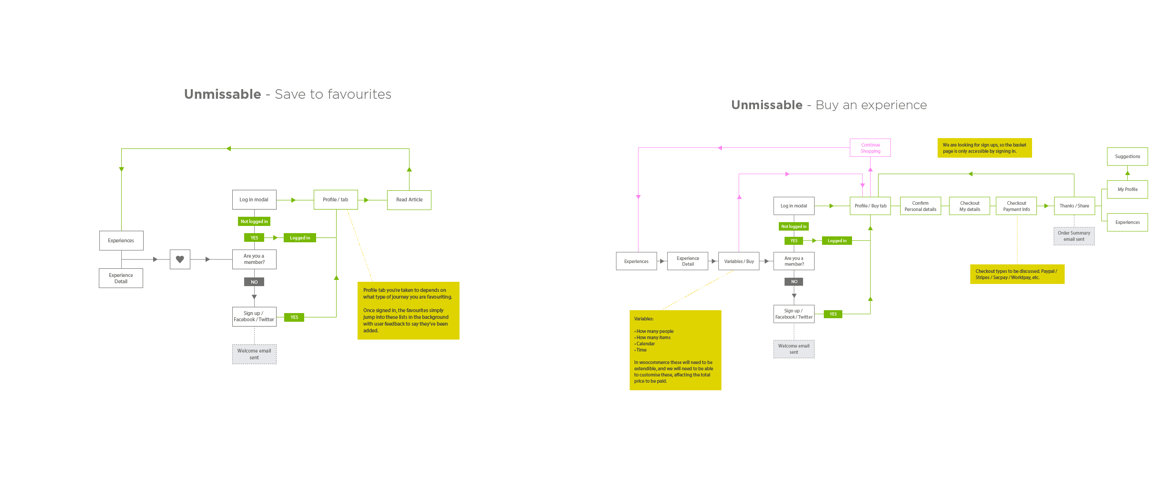 Unmissable - Save to favourites
Log in modal
Profile / tab
Read Article
Not logged in
YES
Logged in
Experiences
Experience
Detail
Are you a
member?
NO
Sign up /
Facebook / Twitter
YES
Welcome email
sent
Profile tab you're taken to depends on
what type of journey you are favouriting.
Once signed in, the favourites simply
jump into these lists in the background
with user feedback to say they've been
added.
Unmissable - Buy an experience
Continue
Shopping
We are looking for sign ups, so the basket
page is only accessible by signing in.
Suggestions
My Profile
Experiences
Log in modal
Profile / Buy tab
Confirm
Personal details
Checkout
My details
Checkout
Payment Info
Thanks / Share
Order Summary
email sent
Not logged in
YES
Logged in
Experiences
Experience
Detail
Variables / Buy
Are you a
member?
NO
Checkout types to be discussed. Paypal /
Stripes / Sacpay / Worldpay, etc.
Sign up /
Facebook / Twitter
YES
Welcome email
sent
Variables:
- How many people
- How many items
- Calendar
- Time
In woocommerce these will need to be
extendible, and we will need to be able
to customise these, affecting the total
price to be paid.